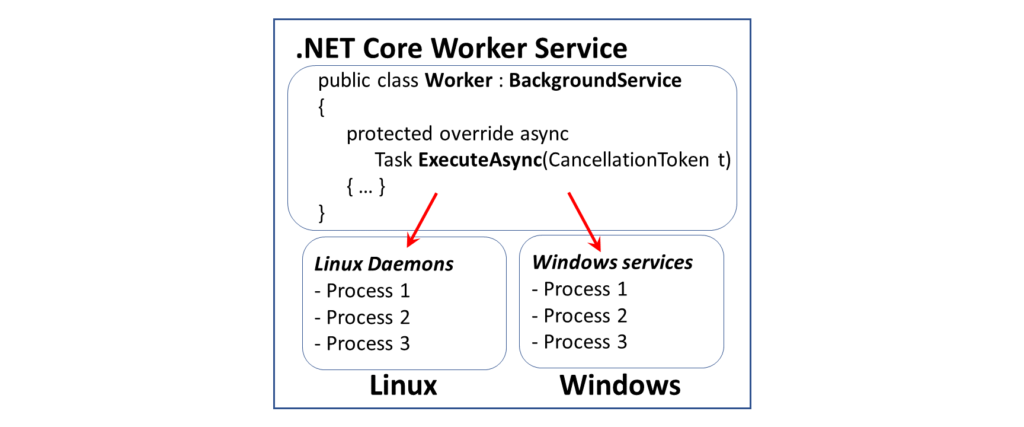 .NET Core Worker Service
public class Worker : BackgroundService
{
protected override async
Task ExecuteAsync(CancellationToken t)
{ ... }
}
Linux Daemons
- Process 1
- Process 2
- Process 3
Linux
Windows services
- Process 1
- Process 2
- Process 3
Windows